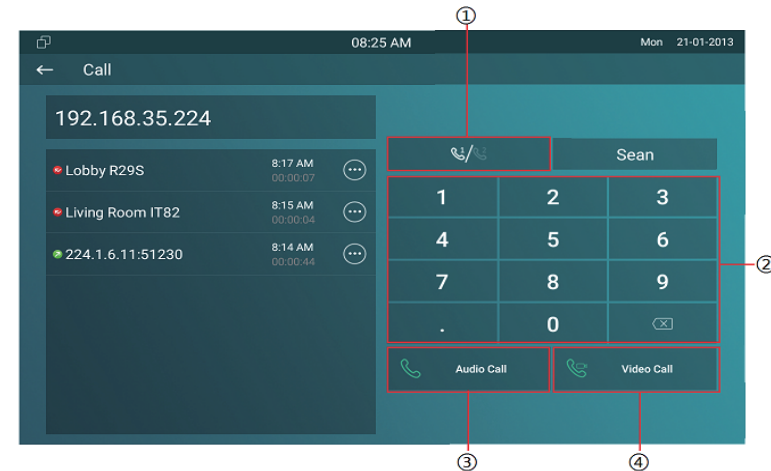 ①
08:25 AM
Mon 21-01-2013
Call
192.168.35.224
Lobby R29S
8:17 AM
00:00:07
Living Room IT82
8:15 AM
00:00:04
224.1.6.11:51230
8:14 AM
00:00:44
1/2
Sean
1 2 3
4 5 6
7 8 9
. 0
②
Audio Call
Video Call
③
④